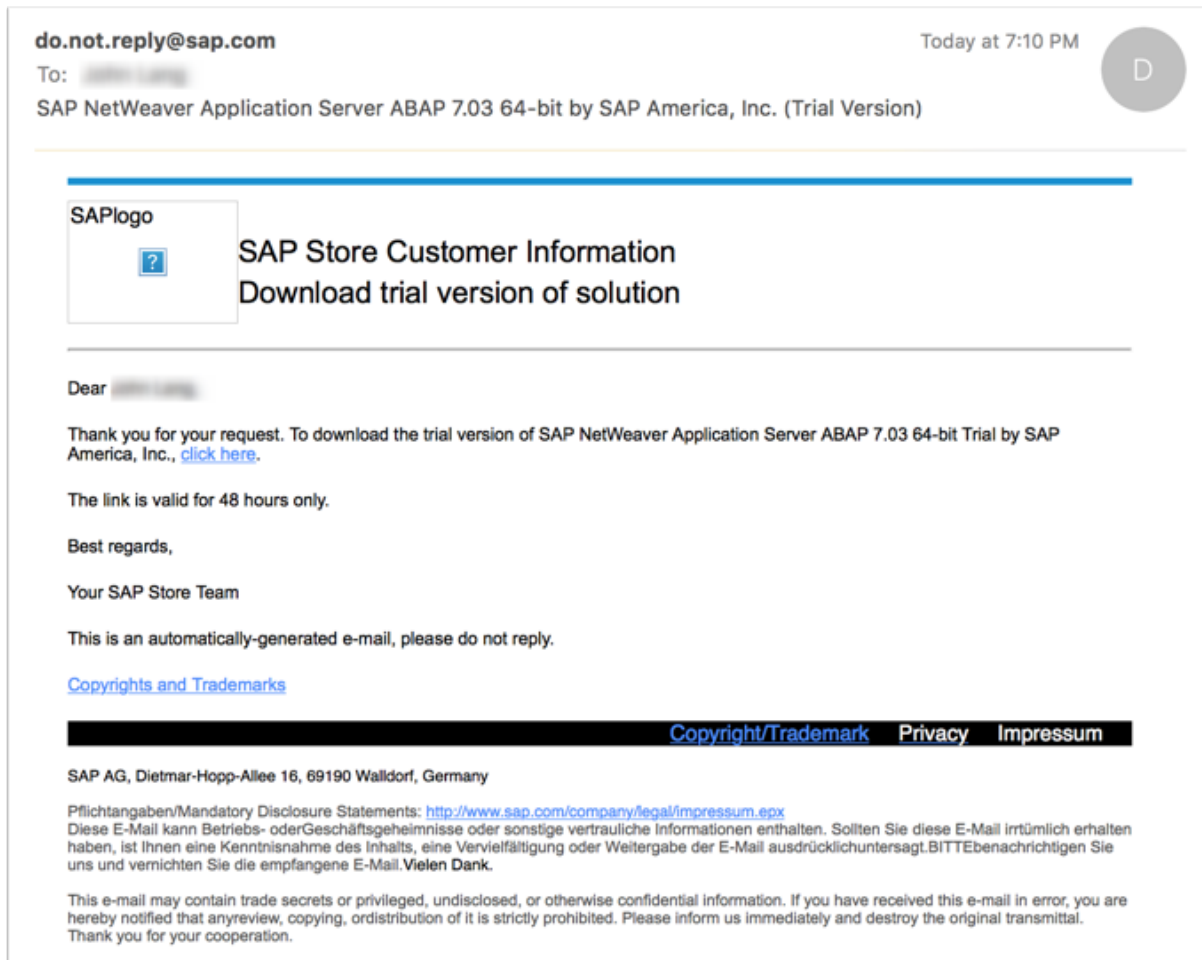 do.not.reply@sap.com
Today at 7:10 PM
D
To:
SAP NetWeaver Application Server ABAP 7.03 64-bit by SAP America, Inc. (Trial Version)
SAPlogo
?
SAP Store Customer Information
Download trial version of solution
Dear
Thank you for your request. To download the trial version of SAP NetWeaver Application Server ABAP 7.03 64-bit Trial by SAP
America, Inc., click here.
The link is valid for 48 hours only.
Best regards,
Your SAP Store Team
This is an automatically-generated e-mail, please do not reply.
Copyrights and Trademarks
Copyright/Trademark Privacy Impressum
SAP AG, Dietmar-Hopp-Allee 16, 69190 Walldorf, Germany
Pflichtangaben/Mandatory Disclosure Statements: http://www.sap.com/company/legal/impressum.epx
Diese E-Mail kann Betriebs- oderGeschäftsgeheimnisse oder sonstige vertrauliche Informationen enthalten. Sollten Sie diese E-Mail irrtümlich erhalten
haben, ist Ihnen eine Kenntnisnahme des Inhalts, eine Vervielfältigung oder Weitergabe der E-Mail ausdrücklichuntersagt.BITTEbenachrichtigen Sie
uns und vernichten Sie die empfangene E-Mail.Vielen Dank.
This e-mail may contain trade secrets or privileged, undisclosed, or otherwise confidential information. If you have received this e-mail in error, you are
hereby notified that anyreview, copying, ordistribution of it is strictly prohibited. Please inform us immediately and destroy the original transmittal.
Thank you for your cooperation.